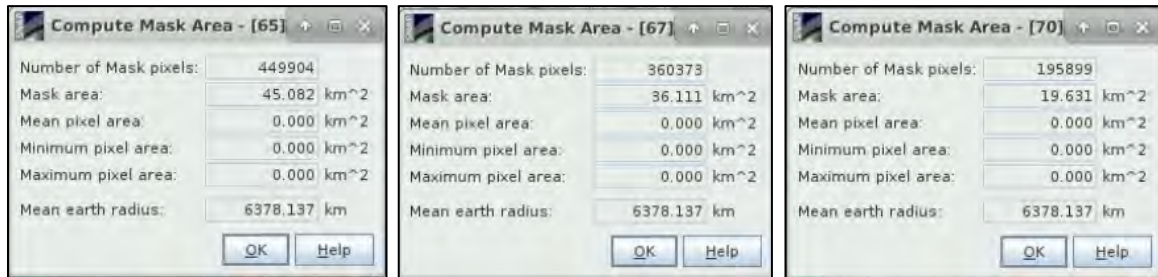 Compute Mask Area - [65]
Number of Mask pixels: 449904
Mask area: 45.082 km^2
Mean pixel area: 0.000 km^2
Minimum pixel area: 0.000 km^2
Maximum pixel area: 0.000 km^2
Mean earth radius: 6378.137 km
OK Help
Compute Mask Area - [67]
Number of Mask pixels: 360373
Mask area: 36.111 km^2
Mean pixel area: 0.000 km^2
Minimum pixel area: 0.000 km^2
Maximum pixel area: 0.000 km^2
Mean earth radius: 6378.137 km
OK Help
Compute Mask Area - [70]
Number of Mask pixels: 195899
Mask area: 19.631 km^2
Mean pixel area: 0.000 km^2
Minimum pixel area: 0.000 km^2
Maximum pixel area: 0.000 km^2
Mean earth radius: 6378.137 km
OK Help